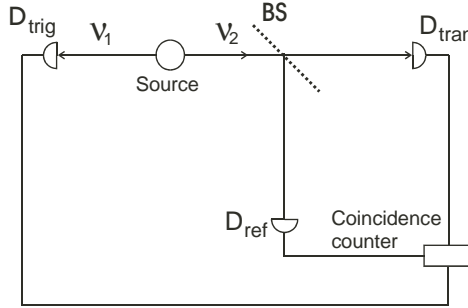 BS
D_trig
ν₁
ν₂
D_tran
Source
D_ref
Coincidence
counter